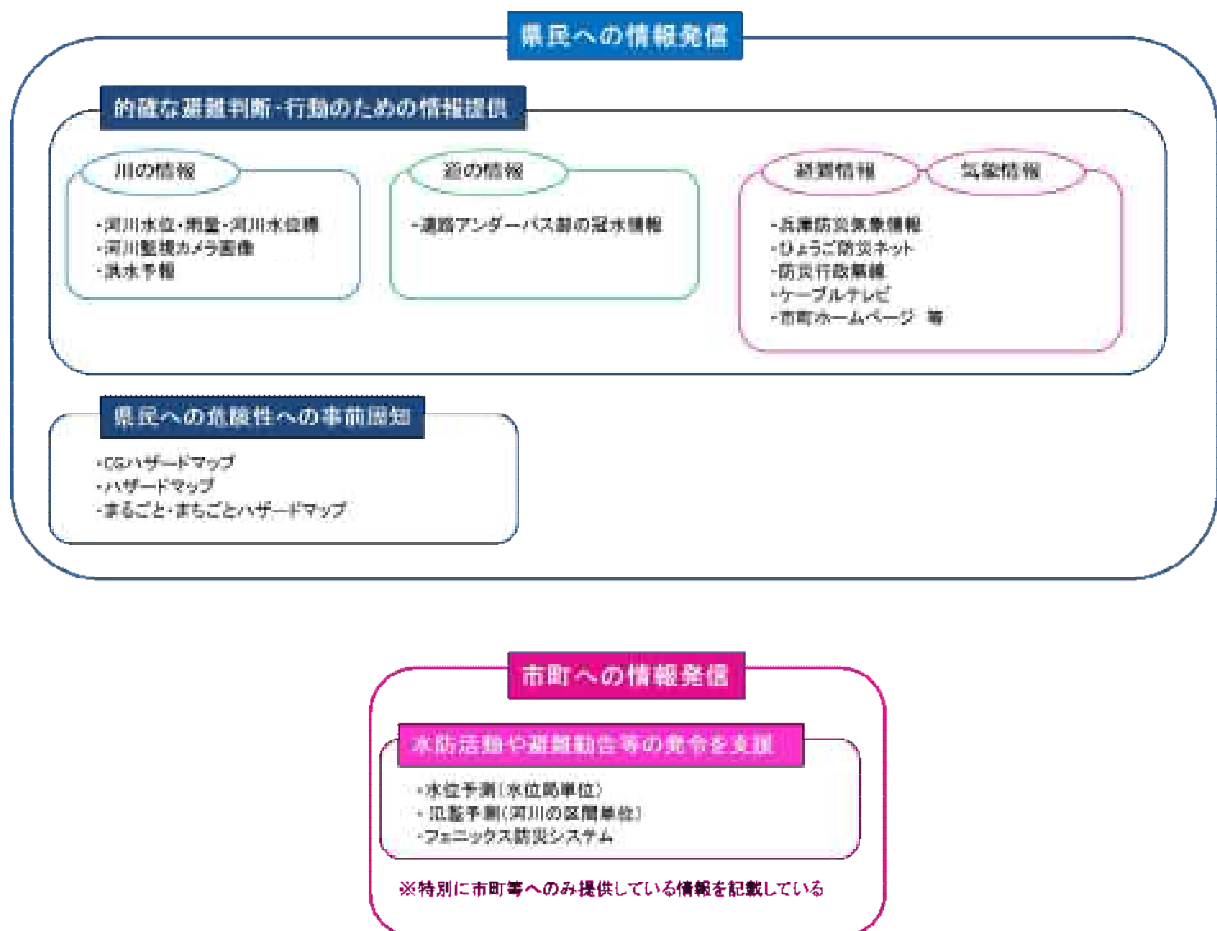 県民への情報発信
的確な避難判断・行動のための情報提供
川の情報
・河川水位・雨量・河川水位標
・河川監視カメラ画像
・洪水予報
道の情報
・道路アンダーパス部の冠水情報
避難情報
気象情報
・兵庫防災気象情報
・ひょうご防災ネット
・防災行政無線
・ケーブルテレビ
・市町ホームページ 等
県民への危険性への事前周知
・CGハザードマップ
・ハザードマップ
・まるごと・まちごとハザードマップ
市町への情報発信
水防活動や避難勧告等の発令を支援
・水位予測(水位局単位)
・氾濫予測(河川の区間単位)
・フェニックス防災システム
※特別に市町等へのみ提供している情報を記載している